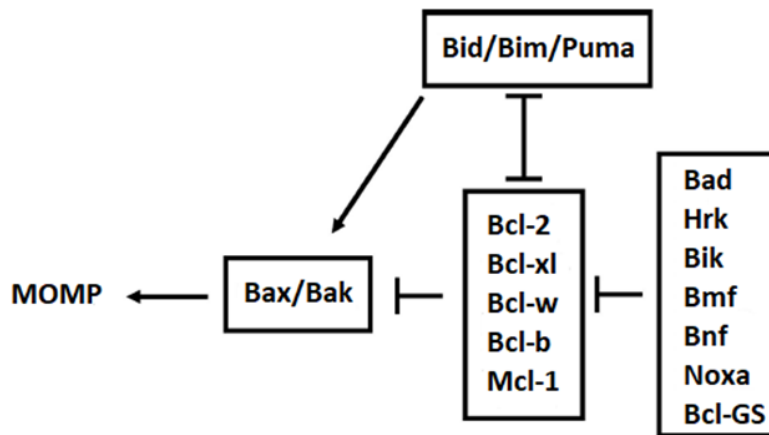 Bid/Bim/Puma
MOMP
Bax/Bak
Bcl-2
Bcl-xl
Bcl-w
Bcl-b
Mcl-1
Bad
Hrk
Bik
Bmf
Bnf
Noxa
Bcl-GS